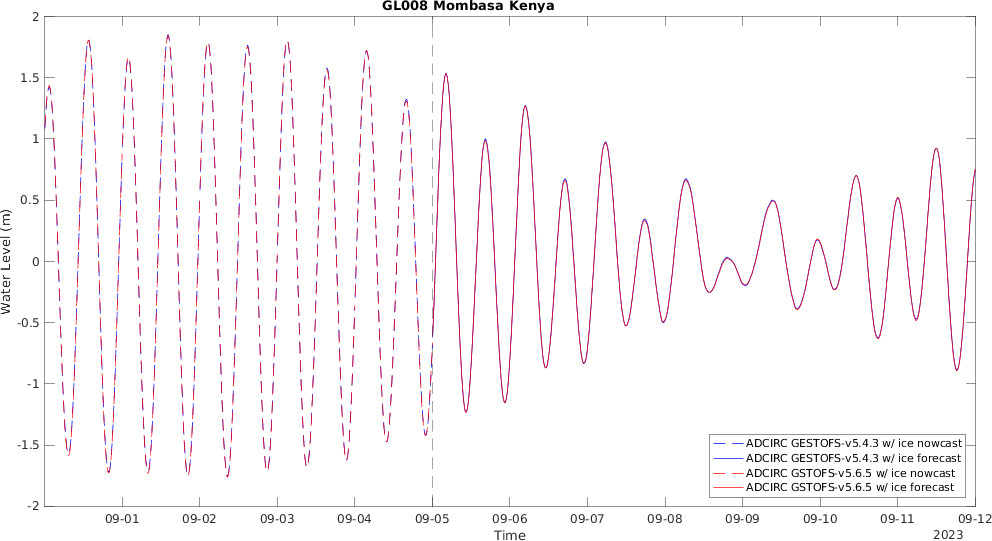 GL008 Mombasa Kenya
2
1.5
1
0.5
0
-0.5
-1
-1.5
-2
Water Level (m)
ADCIRC GESTOFS-v5.4.3 w/ ice nowcast
ADCIRC GESTOFS-v5.4.3 w/ ice forecast
ADCIRC GSTOFS-v5.6.5 w/ ice nowcast
ADCIRC GSTOFS-v5.6.5 w/ ice forecast
09-01 09-02 09-03 09-04 09-05 09-06 09-07 09-08 09-09 09-10 09-11 09-12
Time
2023